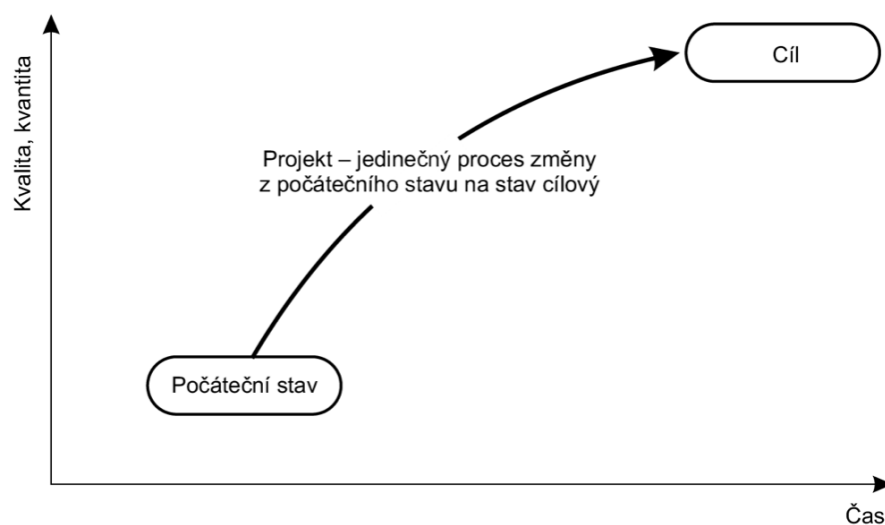 Kvalita, kvantita
Cíl
Projekt – jedinečný proces změny
z počátečního stavu na stav cílový
Počáteční stav
Čas